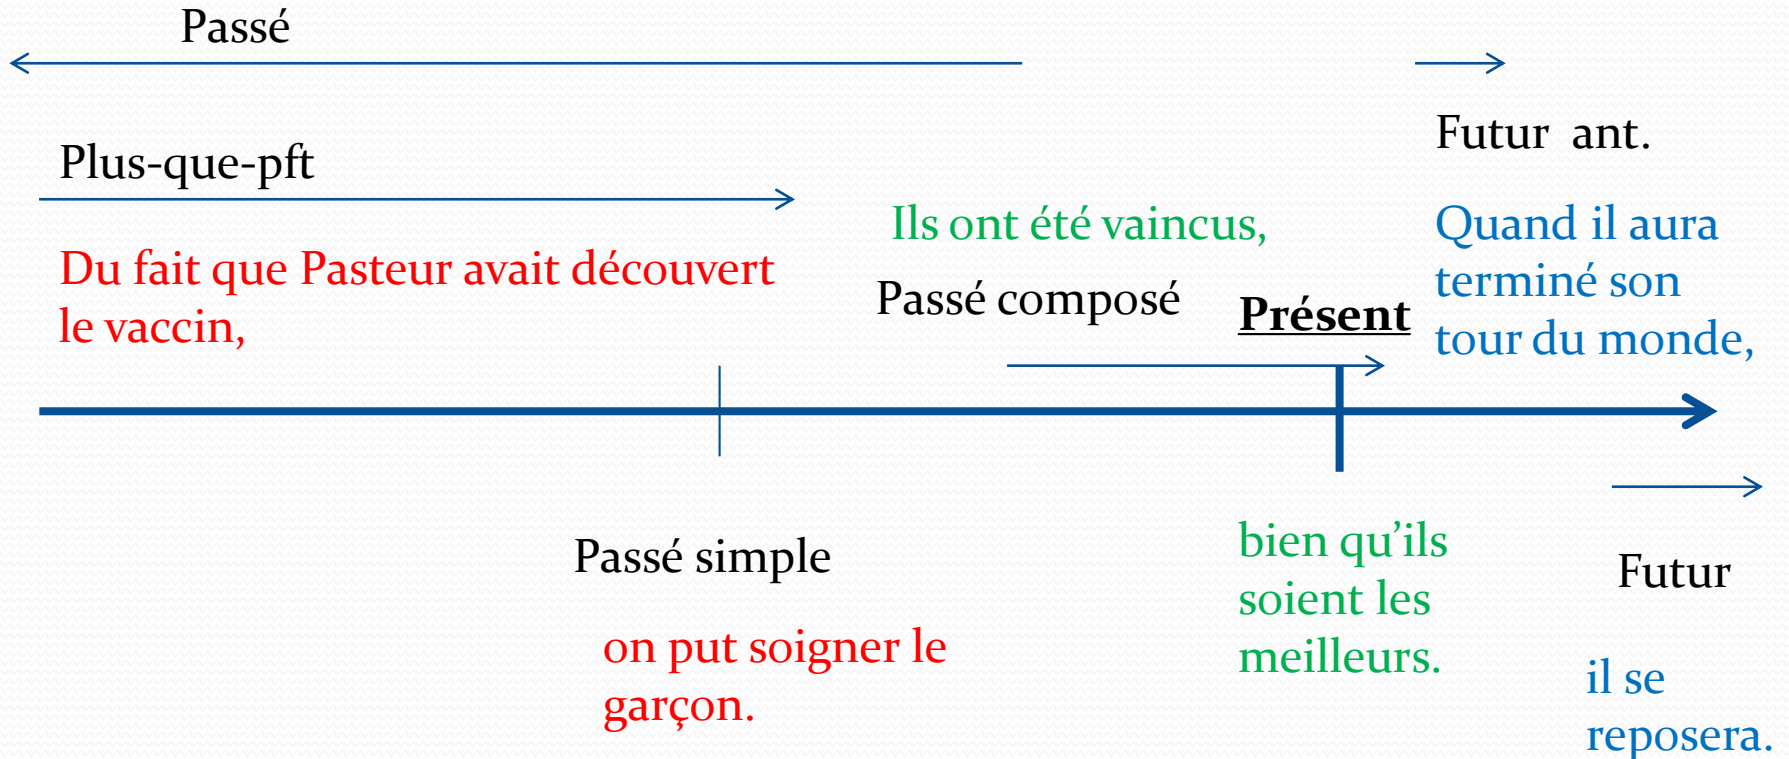 Passé
Plus-que-pft
Du fait que Pasteur avait découvert
le vaccin,
Ils ont été vaincus,
Passé composé
Présent
Futur ant.
Quand il aura
terminé son
tour du monde,
Passé simple
on put soigner le
garçon.
bien qu’ils
soient les
meilleurs.
Futur
il se
reposera.